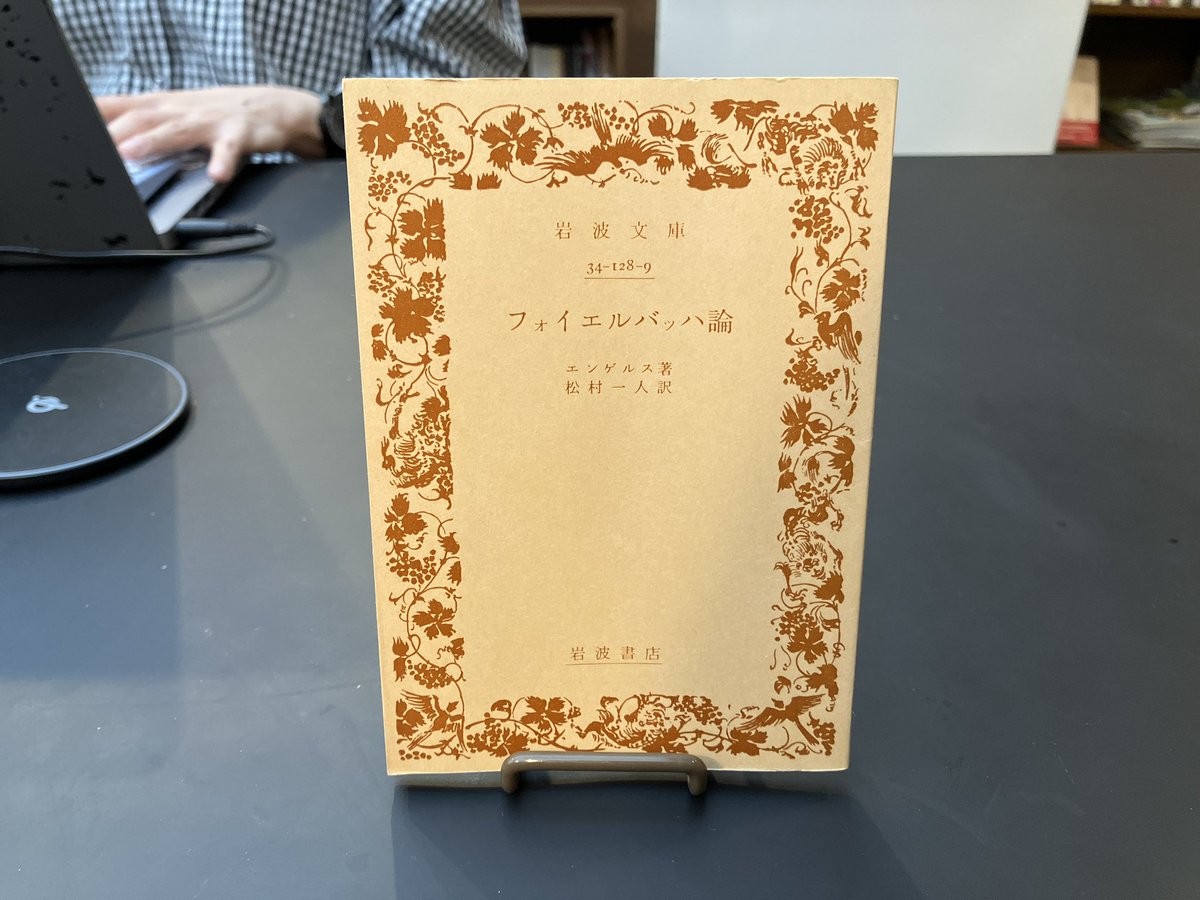 岩波文庫
34-128-9
フォイエルバッハ論
エンゲルス著
松村一人訳
岩波書店